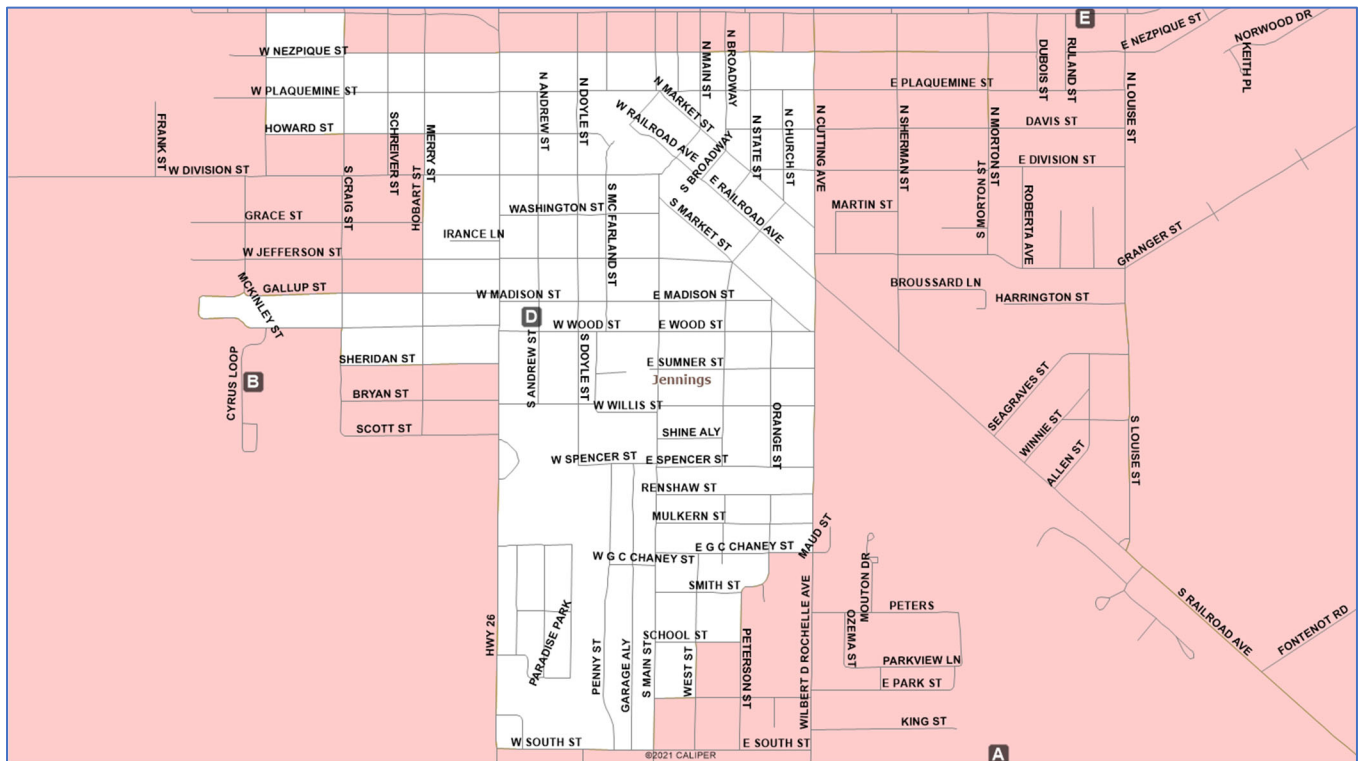 E
E NEZPIQUE ST
NORWOOD DR
KEITH PL
W NEZPIQUE ST
N MAIN ST
N BROADWAY
DUBOIS ST
RULAND ST
W PLAQUEMINE ST
N ANDREW ST
N DOYLE ST
N MARKET ST
E PLAQUEMINE ST
N LOUISE ST
FRANK ST
HOWARD ST
SCHREIVER ST
MERRY ST
W RAILROAD AVE
N STATE ST
N CHURCH ST
N CUTTING AVE
N SHERMAN ST
N MORTON ST
DAVIS ST
W DIVISION ST
S CRAIG ST
HOBART ST
S BROADWAY
E DIVISION ST
GRACE ST
WASHINGTON ST
S MC FARLAND ST
E RAILROAD AVE
MARTIN ST
S MORTON ST
ROBERTA AVE
IRANCE LN
S MARKET ST
GRANGER ST
W JEFFERSON ST
MCKINLEY ST
GALLUP ST
W MADISON ST
E MADISON ST
BROUSSARD LN
HARRINGTON ST
D
W WOOD ST
E WOOD ST
SHERIDAN ST
S ANDREW ST
S DOYLE ST
E SUMNER ST
CYRUS LOOP
B
Jennings
BRYAN ST
W WILLIS ST
ORANGE ST
SEAGRAVES ST
WINNIE ST
ALLEN ST
S LOUISE ST
SCOTT ST
SHINE ALY
W SPENCER ST
E SPENCER ST
RENSHAW ST
MULKERN ST
MAUD ST
E G C CHANEY ST
W G C CHANEY ST
MOUTON DR
SMITH ST
PETERS
OZEMA ST
S RAILROAD AVE
FONTENOT RD
HWY 26
PARADISE PARK
PENNY ST
GARAGE ALY
S MAIN ST
SCHOOL ST
WEST ST
PETERSON ST
WILBERT D ROCHELLE AVE
PARKVIEW LN
E PARK ST
KING ST
W SOUTH ST
E SOUTH ST
©2021 CALIPER
A